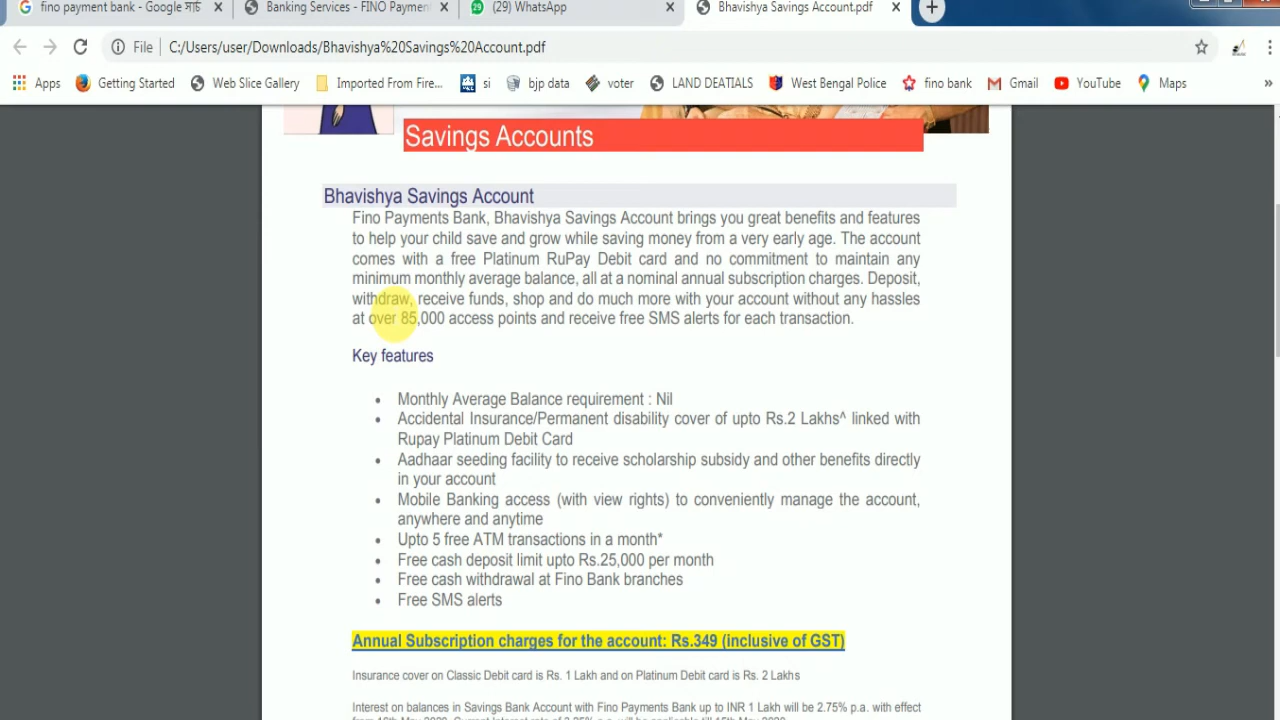 fino payment bank - Google সার্চ
Banking Services - FINO Paymen
(29) WhatsApp
Bhavishya Savings Account.pdf
File
C:/Users/user/Downloads/Bhavishya%20Savings%20Account.pdf
Apps
Getting Started
Web Slice Gallery
Imported From Fire...
si
bjp data
voter
LAND DEATIALS
West Bengal Police
fino bank
Gmail
YouTube
Maps
Savings Accounts
Bhavishya Savings Account
Fino Payments Bank, Bhavishya Savings Account brings you great benefits and features
to help your child save and grow while saving money from a very early age. The account
comes with a free Platinum RuPay Debit card and no commitment to maintain any
minimum monthly average balance, all at a nominal annual subscription charges. Deposit,
withdraw, receive funds, shop and do much more with your account without any hassles
at over 85,000 access points and receive free SMS alerts for each transaction.
Key features
• Monthly Average Balance requirement : Nil
• Accidental Insurance/Permanent disability cover of upto Rs.2 Lakhs^ linked with
Rupay Platinum Debit Card
• Aadhaar seeding facility to receive scholarship subsidy and other benefits directly
in your account
• Mobile Banking access (with view rights) to conveniently manage the account,
anywhere and anytime
• Upto 5 free ATM transactions in a month*
• Free cash deposit limit upto Rs.25,000 per month
• Free cash withdrawal at Fino Bank branches
• Free SMS alerts
Annual Subscription charges for the account: Rs.349 (inclusive of GST)
Insurance cover on Classic Debit card is Rs. 1 Lakh and on Platinum Debit card is Rs. 2 Lakhs
Interest on balances in Savings Bank Account with Fino Payments Bank up to INR 1 Lakh will be 2.75% p.a. with effect